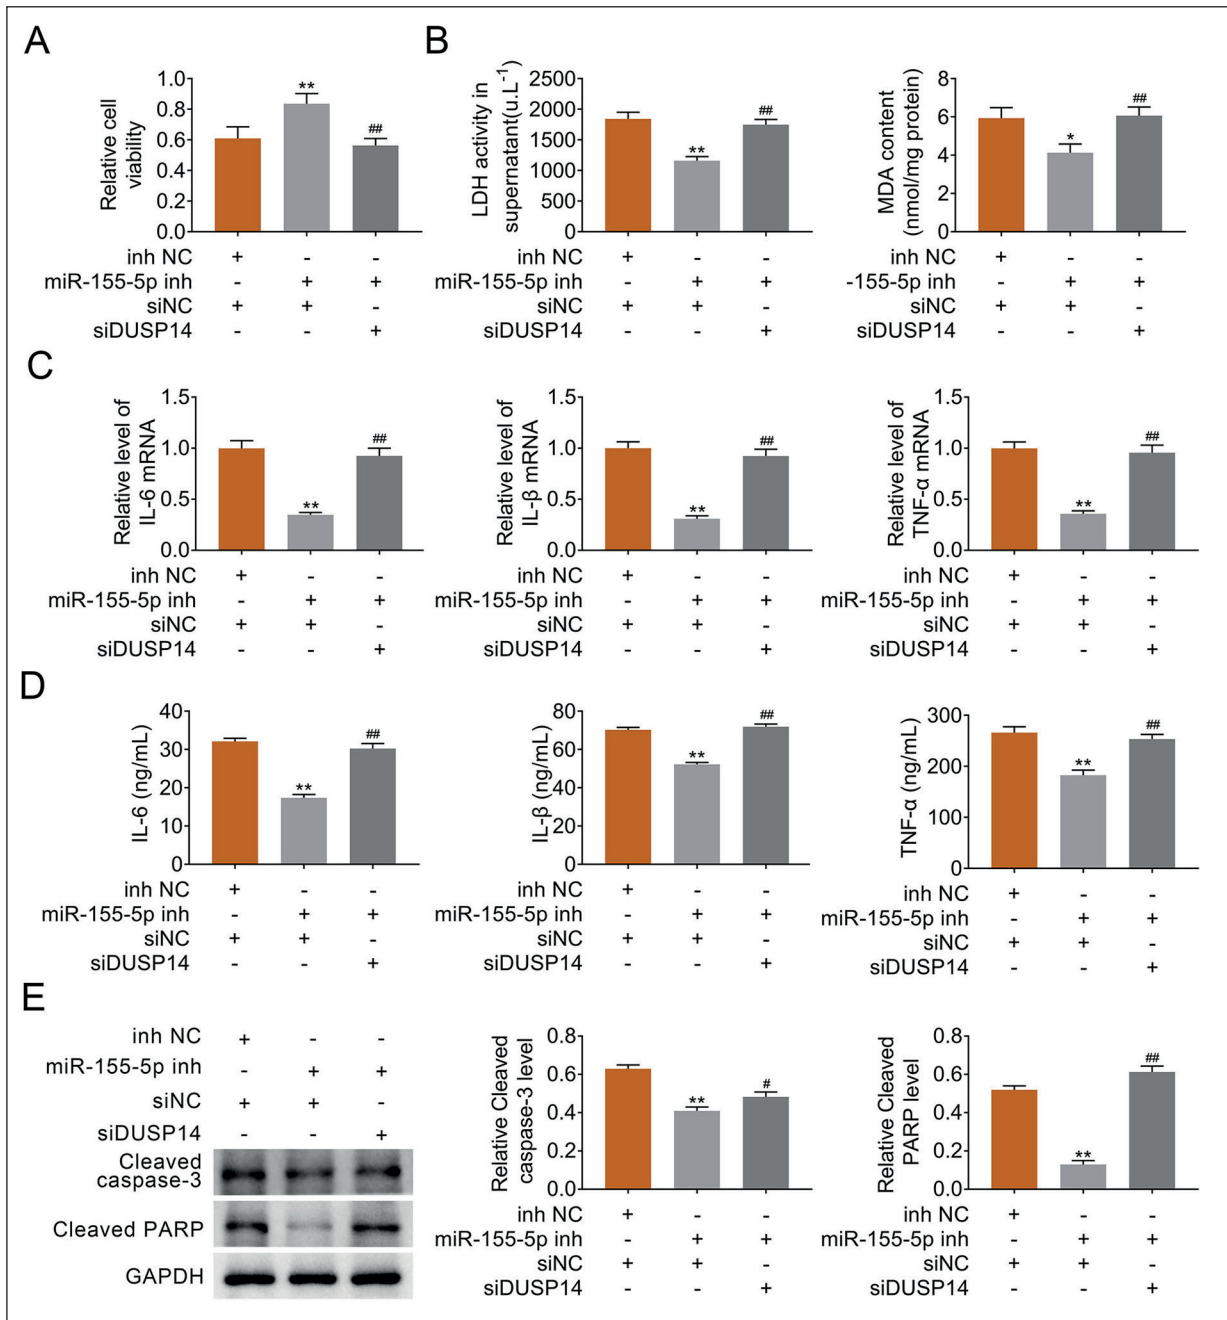 A
Relative cell
viability
1.0
0.8
0.6
0.4
0.2
0.0
**
##
inh NC + - -
miR-155-5p inh - + +
siNC + + -
siDUSP14 - - +
B
LDH activity in
supernatant(u.L-1)
2500
2000
1500
1000
500
0
**
##
inh NC + - -
miR-155-5p inh - + +
siNC + + -
siDUSP14 - - +
MDA content
(nmol/mg protein)
8
6
4
2
0
*
##
inh NC + - -
-155-5p inh - + +
siNC + + -
siDUSP14 - - +
C
Relative level of
IL-6 mRNA
1.5
1.0
0.5
0.0
**
##
inh NC + - -
miR-155-5p inh - + +
siNC + + -
siDUSP14 - - +
Relative level of
IL-β mRNA
1.5
1.0
0.5
0.0
**
##
inh NC + - -
miR-155-5p inh - + +
siNC + + -
siDUSP14 - - +
Relative level of
TNF-α mRNA
1.5
1.0
0.5
0.0
**
##
inh NC + - -
miR-155-5p inh - + +
siNC + + -
siDUSP14 - - +
D
IL-6 (ng/mL)
40
30
20
10
0
**
##
inh NC + - -
miR-155-5p inh - + +
siNC + + -
siDUSP14 - - +
IL-β (ng/mL)
80
60
40
20
0
**
##
inh NC + - -
miR-155-5p inh - + +
siNC + + -
siDUSP14 - - +
TNF-α (ng/mL)
300
200
100
0
**
##
inh NC + - -
miR-155-5p inh - + +
siNC + + -
siDUSP14 - - +
E
inh NC + - -
miR-155-5p inh - + +
siNC + + -
siDUSP14 - - +
Cleaved
caspase-3
Cleaved PARP
GAPDH
Relative Cleaved
caspase-3 level
0.8
0.6
0.4
0.2
0.0
**
#
inh NC + - -
miR-155-5p inh - + +
siNC + + -
siDUSP14 - - +
Relative Cleaved
PARP level
0.8
0.6
0.4
0.2
0.0
**
##
inh NC + - -
miR-155-5p inh - + +
siNC + + -
siDUSP14 - - +